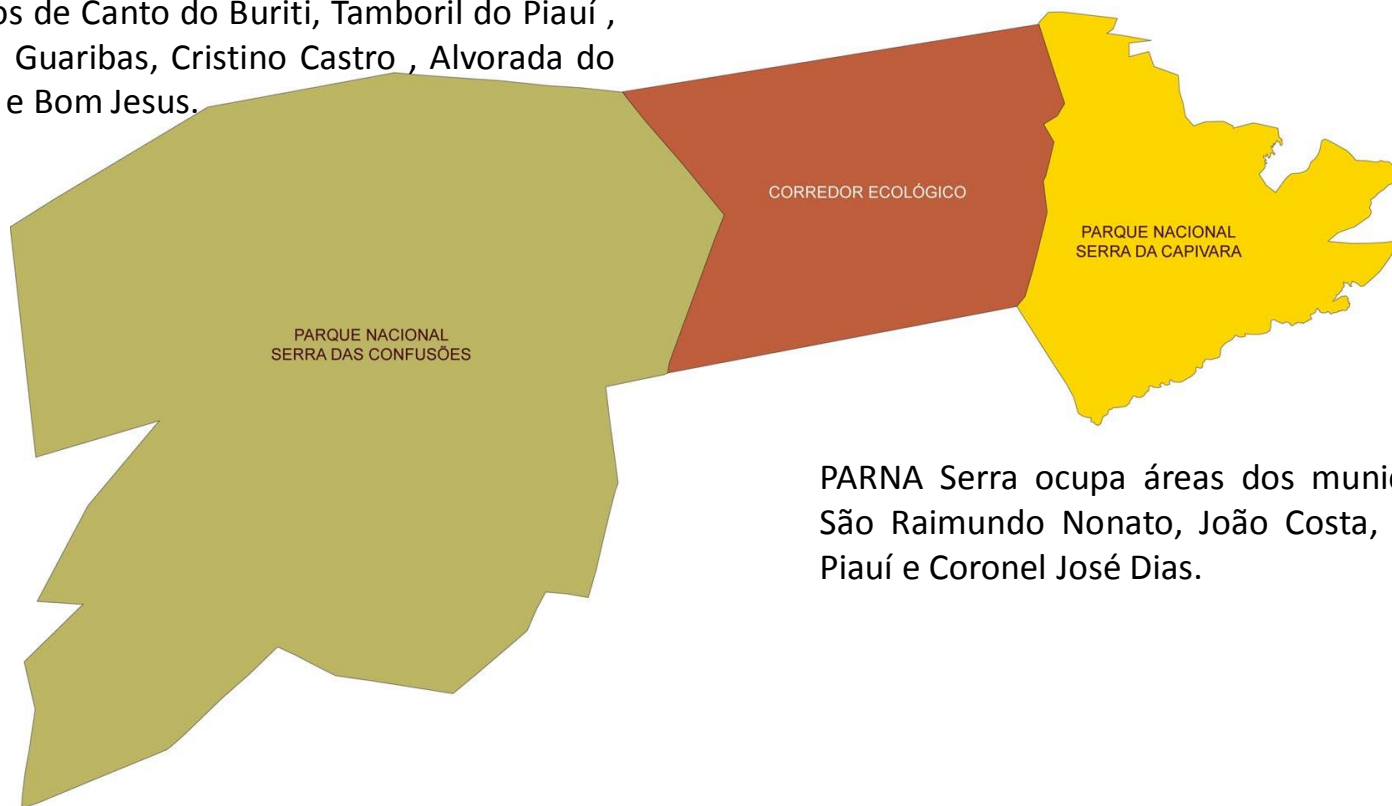 os de Canto do Buriti, Tamboril do Piauí ,
Guaribas, Cristino Castro , Alvorada do
e Bom Jesus.
CORREDOR ECOLÓGICO
PARQUE NACIONAL
SERRA DA CAPIVARA
PARQUE NACIONAL
SERRA DAS CONFUSÕES
PARNA Serra ocupa áreas dos munic
São Raimundo Nonato, João Costa,
Piauí e Coronel José Dias.